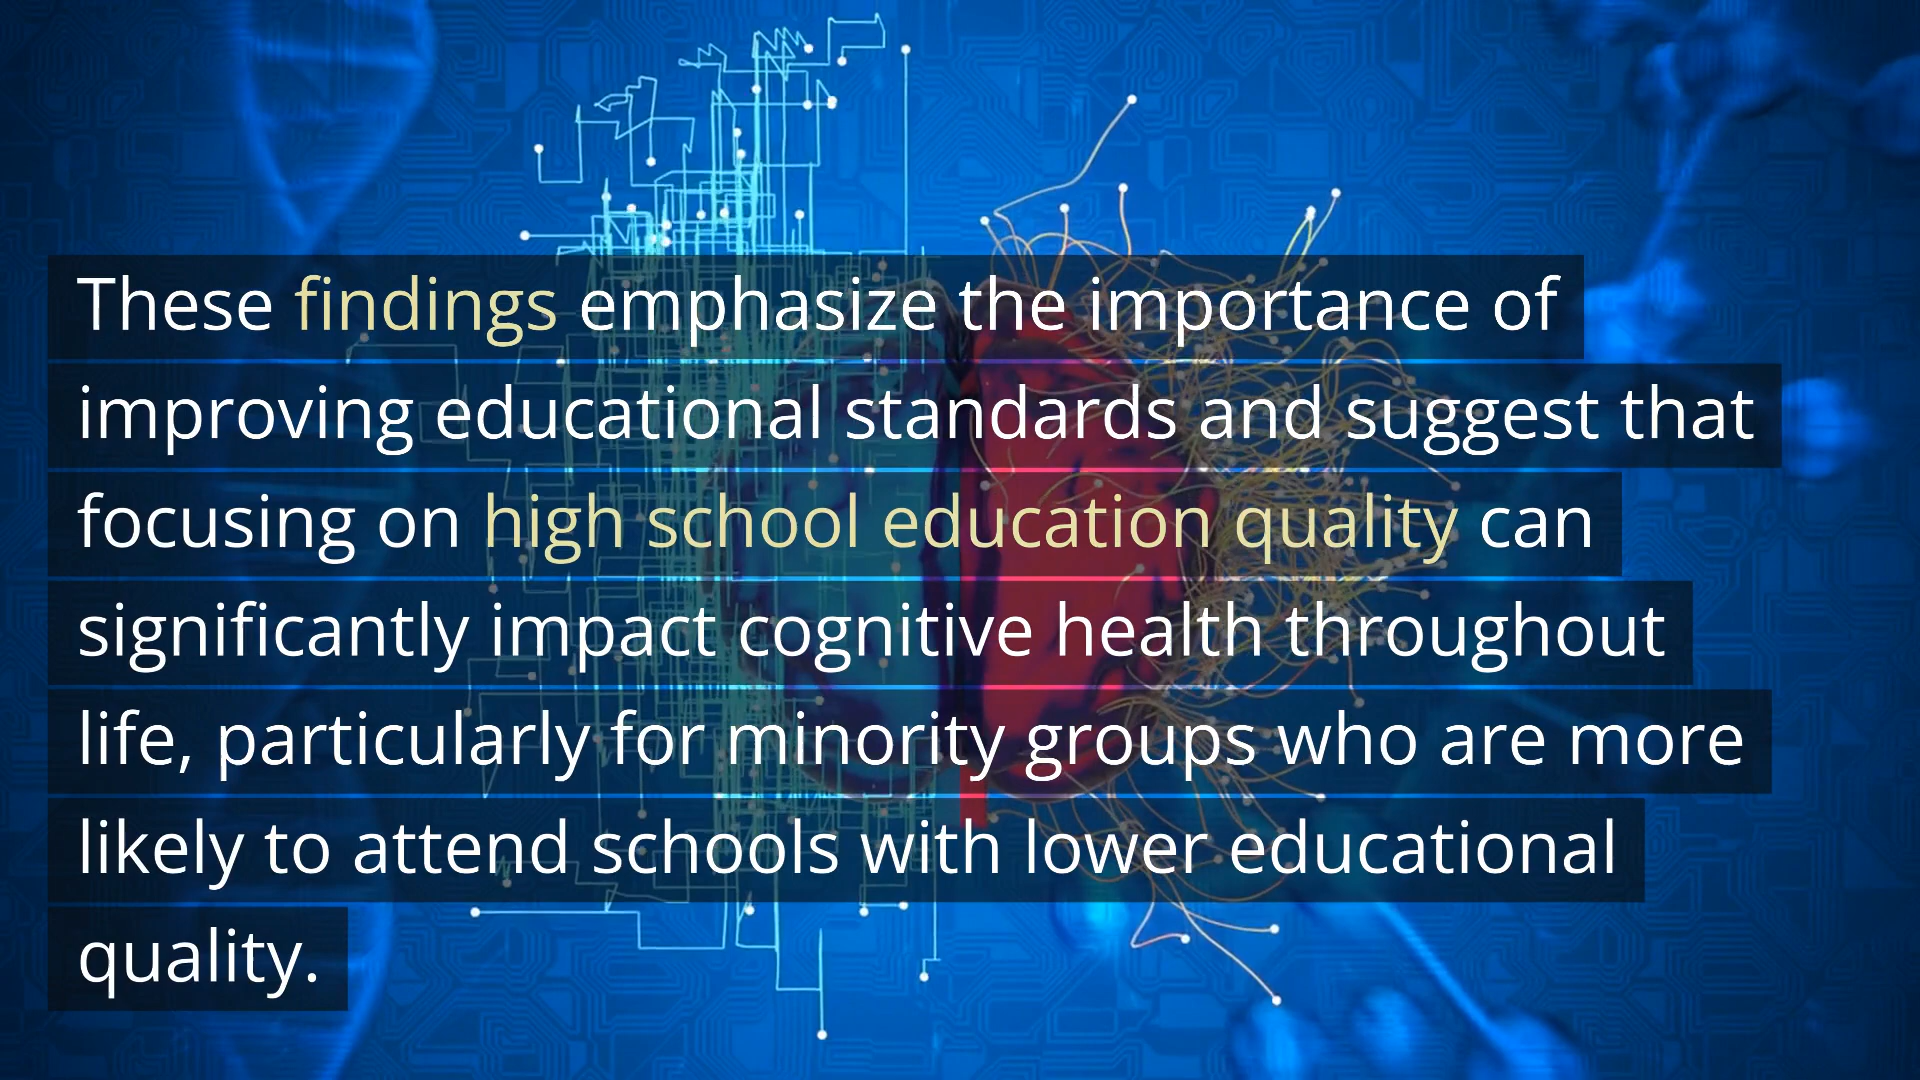 These findings emphasize the importance of
improving educational standards and suggest that
focusing on high school education quality can
significantly impact cognitive health throughout
life, particularly for minority groups who are more
likely to attend schools with lower educational
quality.